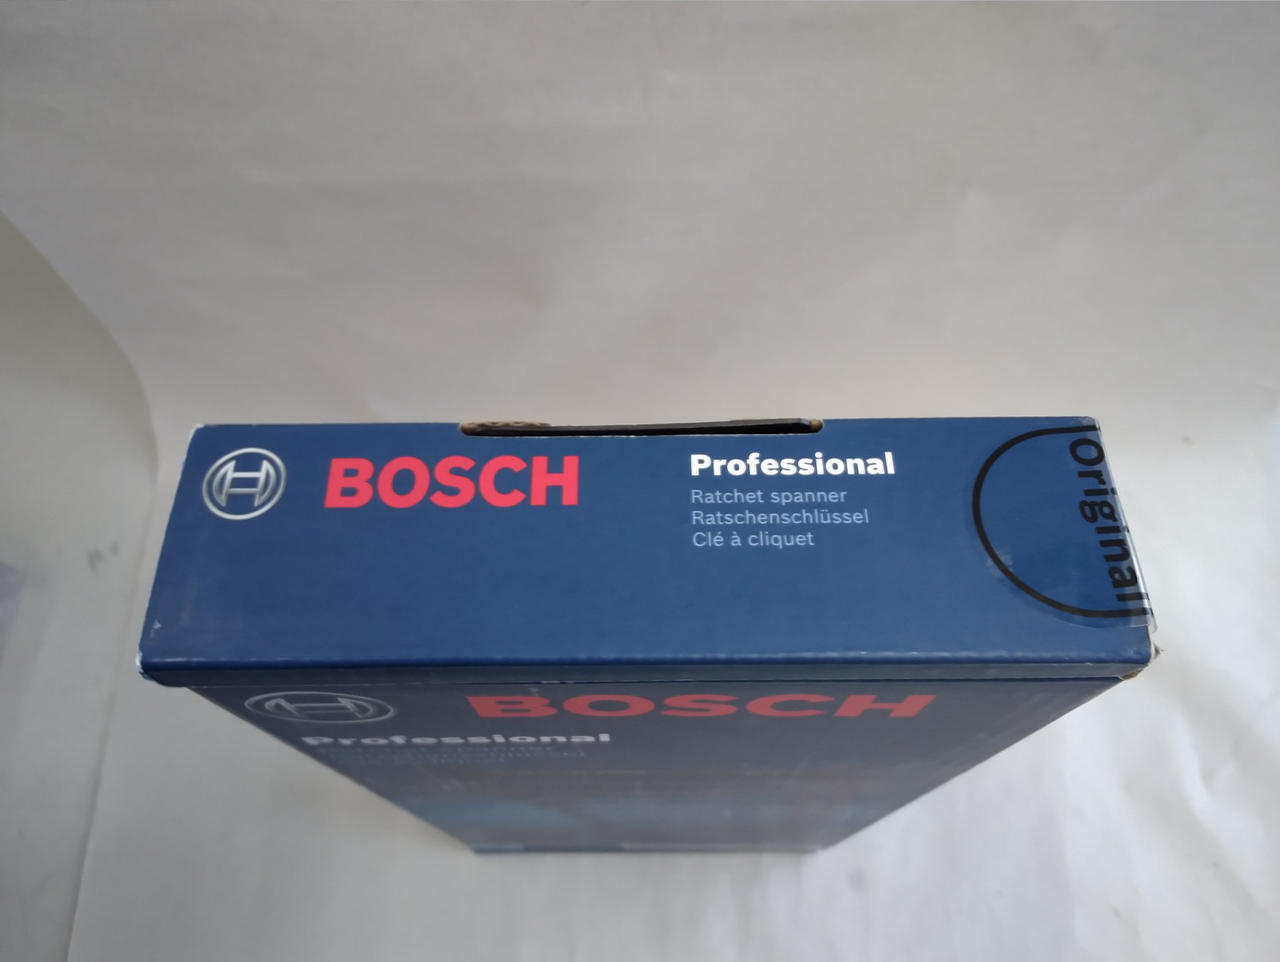 BOSCH
Professional
Ratchet spanner
Ratschenschlüssel
Clé à cliquet
Original
BOSCH
Professional